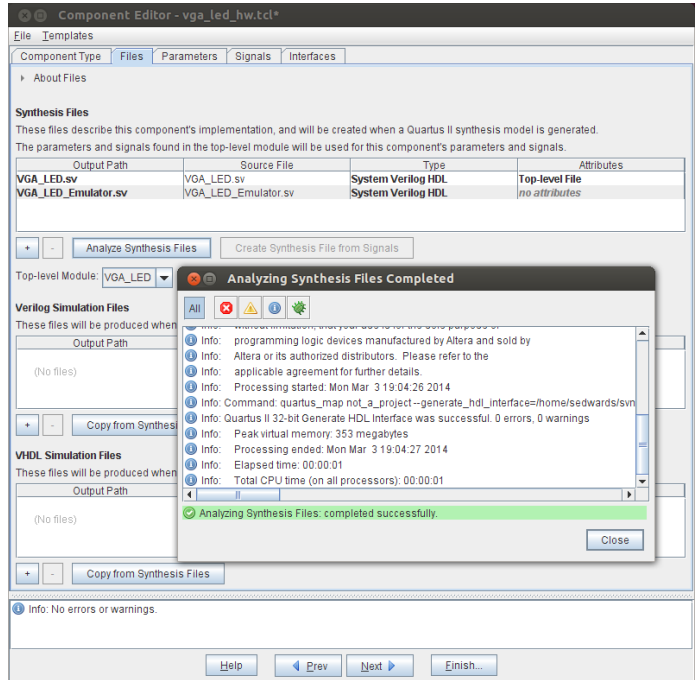 Component Editor - vga_led_hw.tcl*
File Templates
Component Type Files Parameters Signals Interfaces
About Files
Synthesis Files
These files describe this component's implementation, and will be created when a Quartus II synthesis model is generated.
The parameters and signals found in the top-level module will be used for this component's parameters and signals.
Output Path Source File Type Attributes
VGA_LED.sv VGA_LED.sv System Verilog HDL Top-level File
VGA_LED_Emulator.sv VGA_LED_Emulator.sv System Verilog HDL no attributes
+ - Analyze Synthesis Files Create Synthesis File from Signals
Top-level Module: VGA_LED
Analyzing Synthesis Files Completed
All
Info: without limitation, that your use is for the sole purpose of
Info: programming logic devices manufactured by Altera and sold by
Info: Altera or its authorized distributors. Please refer to the
Info: applicable agreement for further details.
Info: Processing started: Mon Mar 3 19:04:26 2014
Info: Command: quartus_map not_a_project --generate_hdl_interface=/home/sedwards/svn
Info: Quartus II 32-bit Generate HDL Interface was successful. 0 errors, 0 warnings
Info: Peak virtual memory: 353 megabytes
Info: Processing ended: Mon Mar 3 19:04:27 2014
Info: Elapsed time: 00:00:01
Info: Total CPU time (on all processors): 00:00:01
Analyzing Synthesis Files: completed successfully.
Close
Verilog Simulation Files
These files will be produced when
Output Path
(No files)
+ - Copy from Synthesi
VHDL Simulation Files
These files will be produced when
Output Path
(No files)
+ - Copy from Synthesis Files
Info: No errors or warnings.
Help Prev Next Finish...